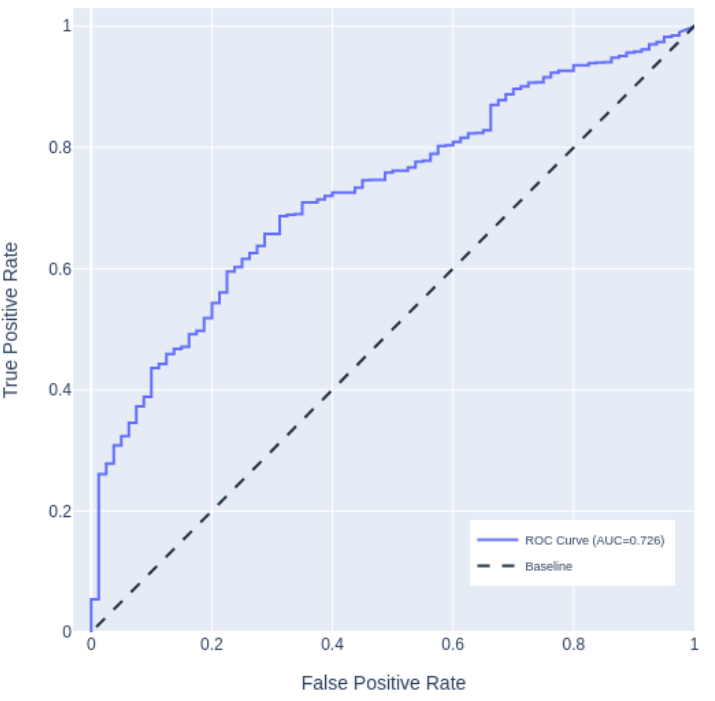 1
0.8
0.6
0.4
0.2
0
0 0.2 0.4 0.6 0.8 1
True Positive Rate
False Positive Rate
ROC Curve (AUC=0.726)
Baseline